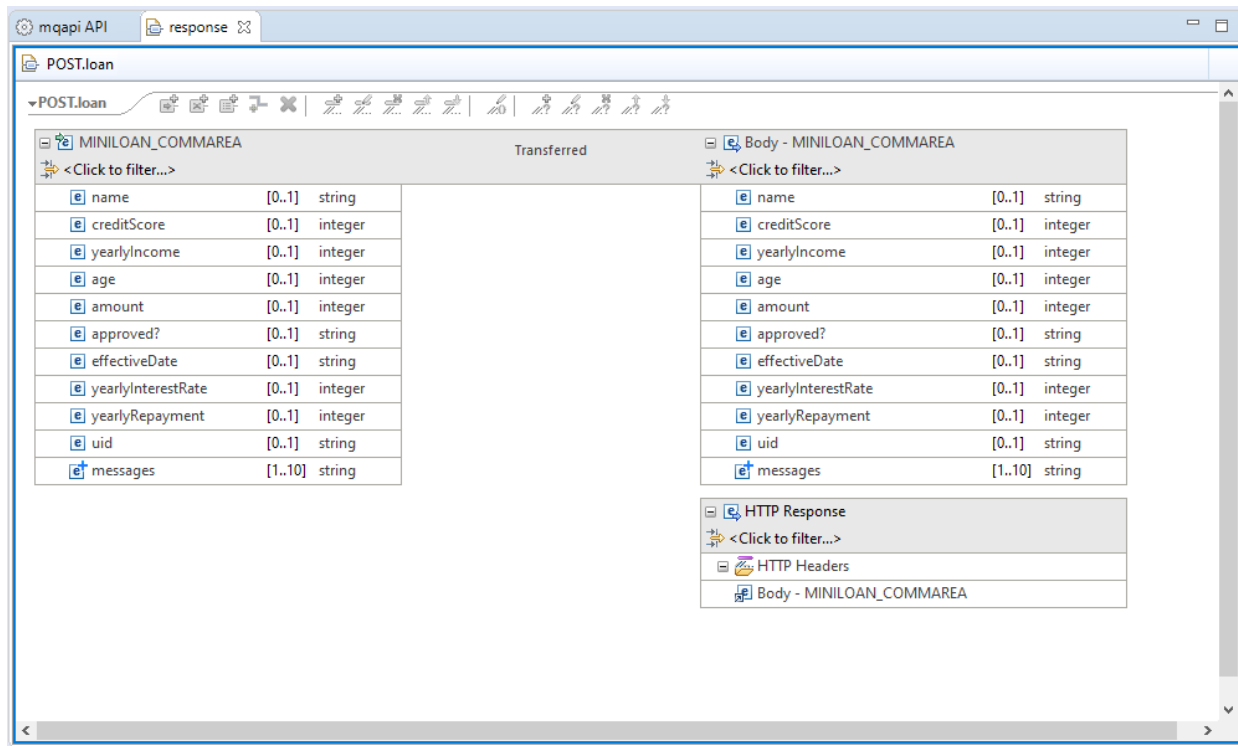 mqapi API response
POST.loan
POST.loan
MINILOAN_COMMAREA Transferred Body - MINILOAN_COMMAREA
<Click to filter...> <Click to filter...>
name [0..1] string name [0..1] string
creditScore [0..1] integer creditScore [0..1] integer
yearlyIncome [0..1] integer yearlyIncome [0..1] integer
age [0..1] integer age [0..1] integer
amount [0..1] integer amount [0..1] integer
approved? [0..1] string approved? [0..1] string
effectiveDate [0..1] string effectiveDate [0..1] string
yearlyInterestRate [0..1] integer yearlyInterestRate [0..1] integer
yearlyRepayment [0..1] integer yearlyRepayment [0..1] integer
uid [0..1] string uid [0..1] string
messages [1..10] string messages [1..10] string
HTTP Response
<Click to filter...>
HTTP Headers
Body - MINILOAN_COMMAREA